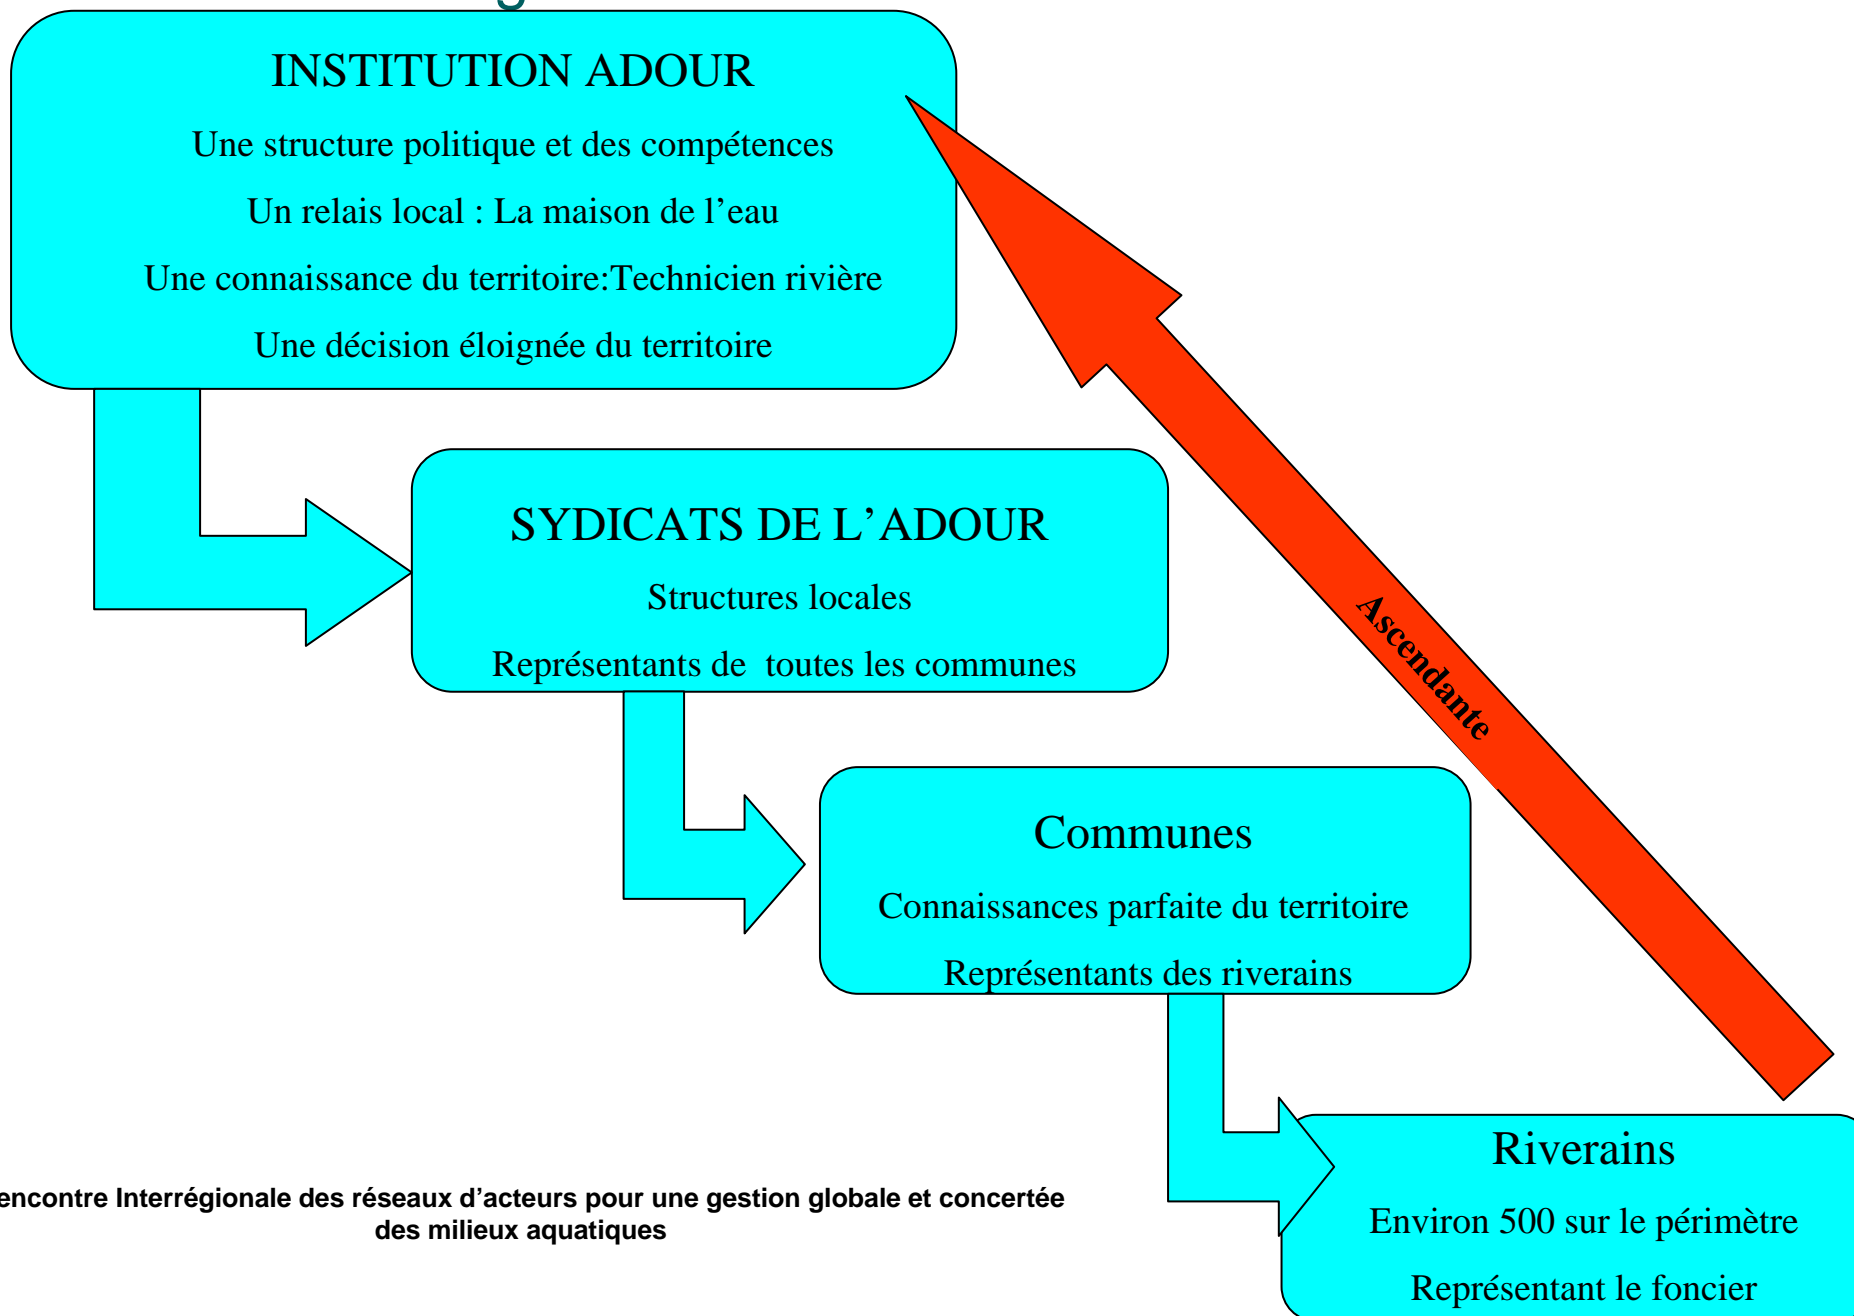 INSTITUTION ADOUR
Une structure politique et des compétences
Un relais local : La maison de l’eau
Une connaissance du territoire:Technicien rivière
Une décision éloignée du territoire
SYDICATS DE L’ADOUR
Structures locales
Représentants de toutes les communes
Ascendante
Communes
Connaissances parfaite du territoire
Représentants des riverains
Riverains
Environ 500 sur le périmètre
Représentant le foncier
encontre Interrégionale des réseaux d’acteurs pour une gestion globale et concertée
des milieux aquatiques